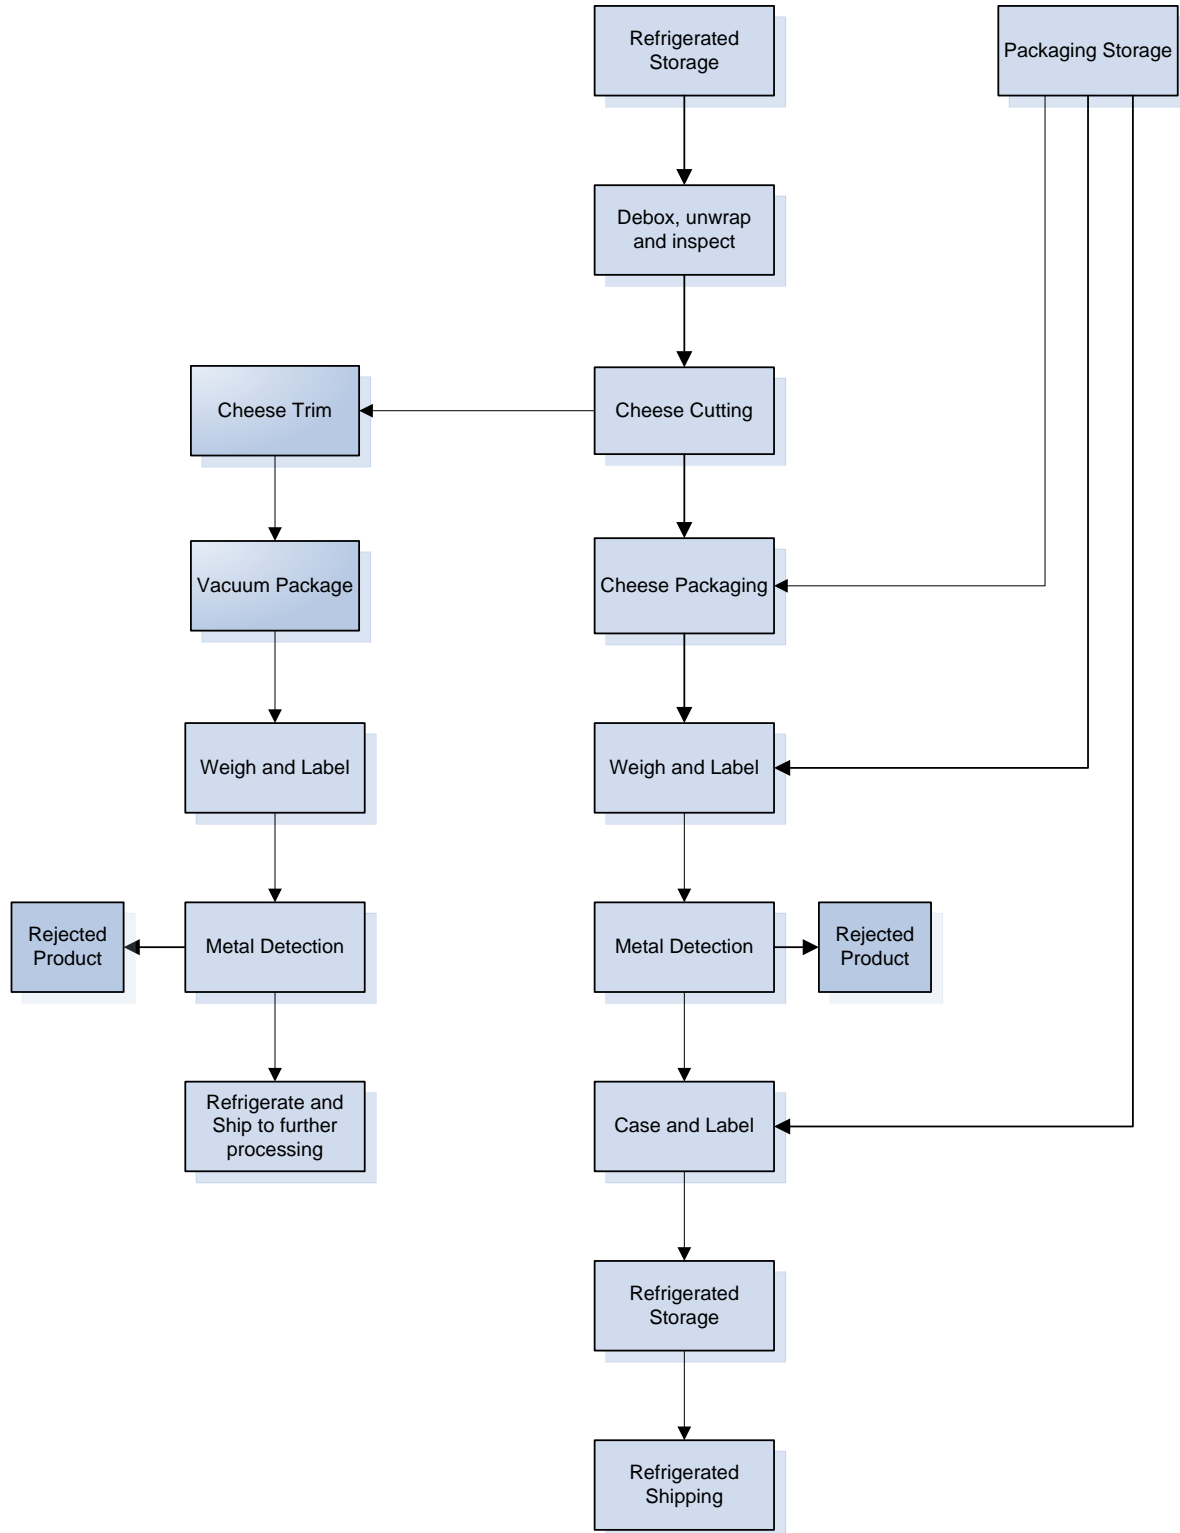 Refrigerated
Storage
Packaging Storage
Debox, unwrap
and inspect
Cheese Trim
Cheese Cutting
Vacuum Package
Cheese Packaging
Weigh and Label
Weigh and Label
Rejected
Product
Metal Detection
Metal Detection
Rejected
Product
Refrigerate and
Ship to further
processing
Case and Label
Refrigerated
Storage
Refrigerated
Shipping